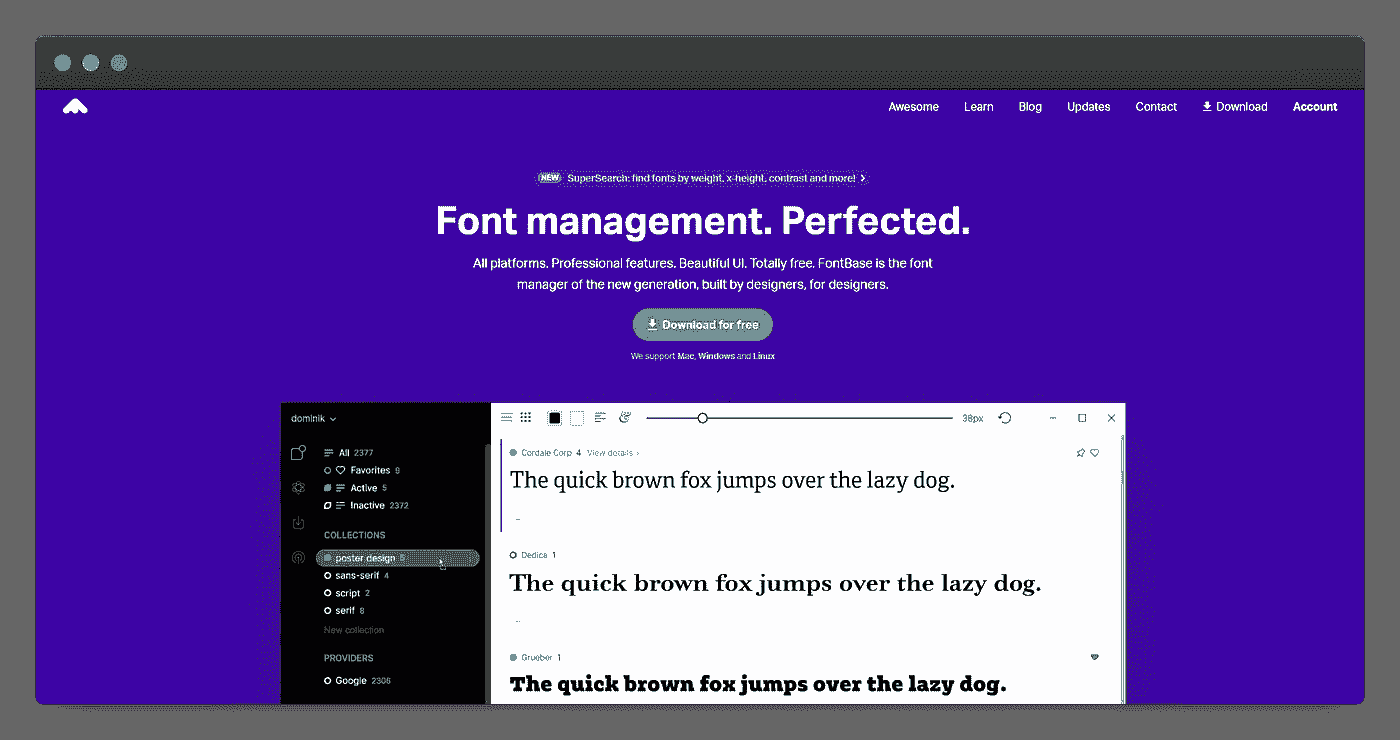 Awesome Learn Blog Updates Contact Download Account
NEW SuperSearch: find fonts by weight, x-height, contrast and more!
Font management. Perfected.
All platforms. Professional features. Beautiful UI. Totally free. FontBase is the font
manager of the new generation, built by designers, for designers.
Download for free
We support Mac, Windows and Linux
dominik
38px
All 2377
Favorites 9
Active 5
Inactive 2372
COLLECTIONS
poster design
sans-serif 4
script 2
serif 8
New collection
PROVIDERS
Google 2306
Cordale Corp 4 View details
The quick brown fox jumps over the lazy dog.
Dedica 1
The quick brown fox jumps over the lazy dog.
Grueber 1
The quick brown fox jumps over the lazy dog.